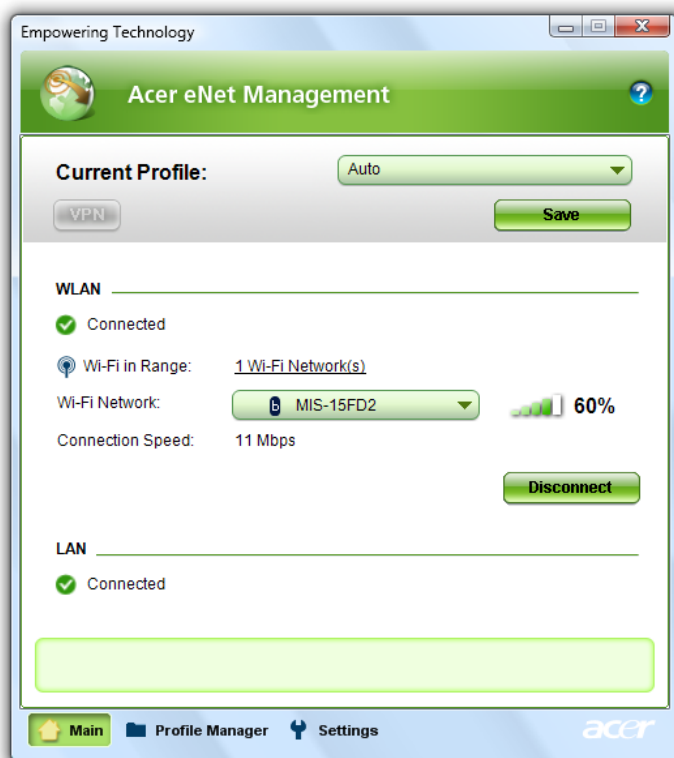 Empowering Technology
Acer eNet Management
?
Current Profile: Auto
VPN Save
WLAN
Connected
Wi-Fi in Range: 1 Wi-Fi Network(s)
Wi-Fi Network: b MIS-15FD2 60%
Connection Speed: 11 Mbps
Disconnect
LAN
Connected
Main Profile Manager Settings acer